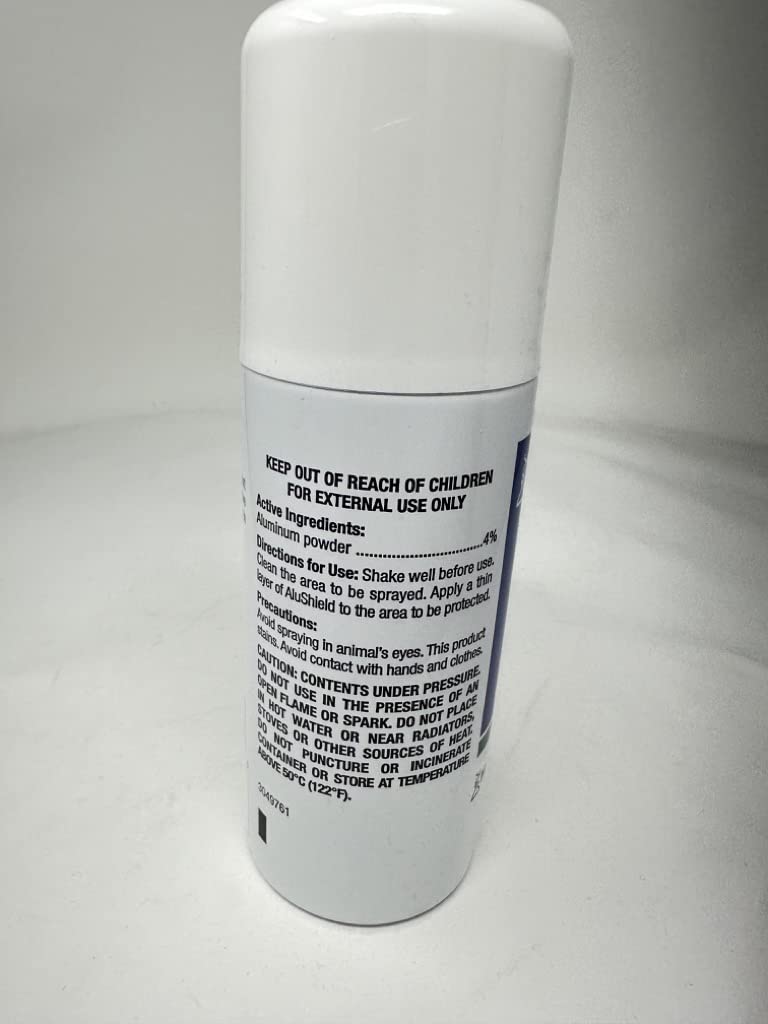 KEEP OUT OF REACH OF CHILDREN
FOR EXTERNAL USE ONLY
Active Ingredients:
Aluminum powder ..............................4%
Directions for Use: Shake well before use.
Clean the area to be sprayed. Apply a thin
layer of AluShield to the area to be protected.
Precautions:
Avoid spraying in animal's eyes. This product
stains. Avoid contact with hands and clothes.
CAUTION: CONTENTS UNDER PRESSURE.
DO NOT USE IN THE PRESENCE OF AN
OPEN FLAME OR SPARK. DO NOT PLACE
IN HOT WATER OR NEAR RADIATORS,
STOVES OR OTHER SOURCES OF HEAT.
DO NOT PUNCTURE OR INCINERATE
CONTAINER OR STORE AT TEMPERATURE
ABOVE 50°C (122°F).
3049761